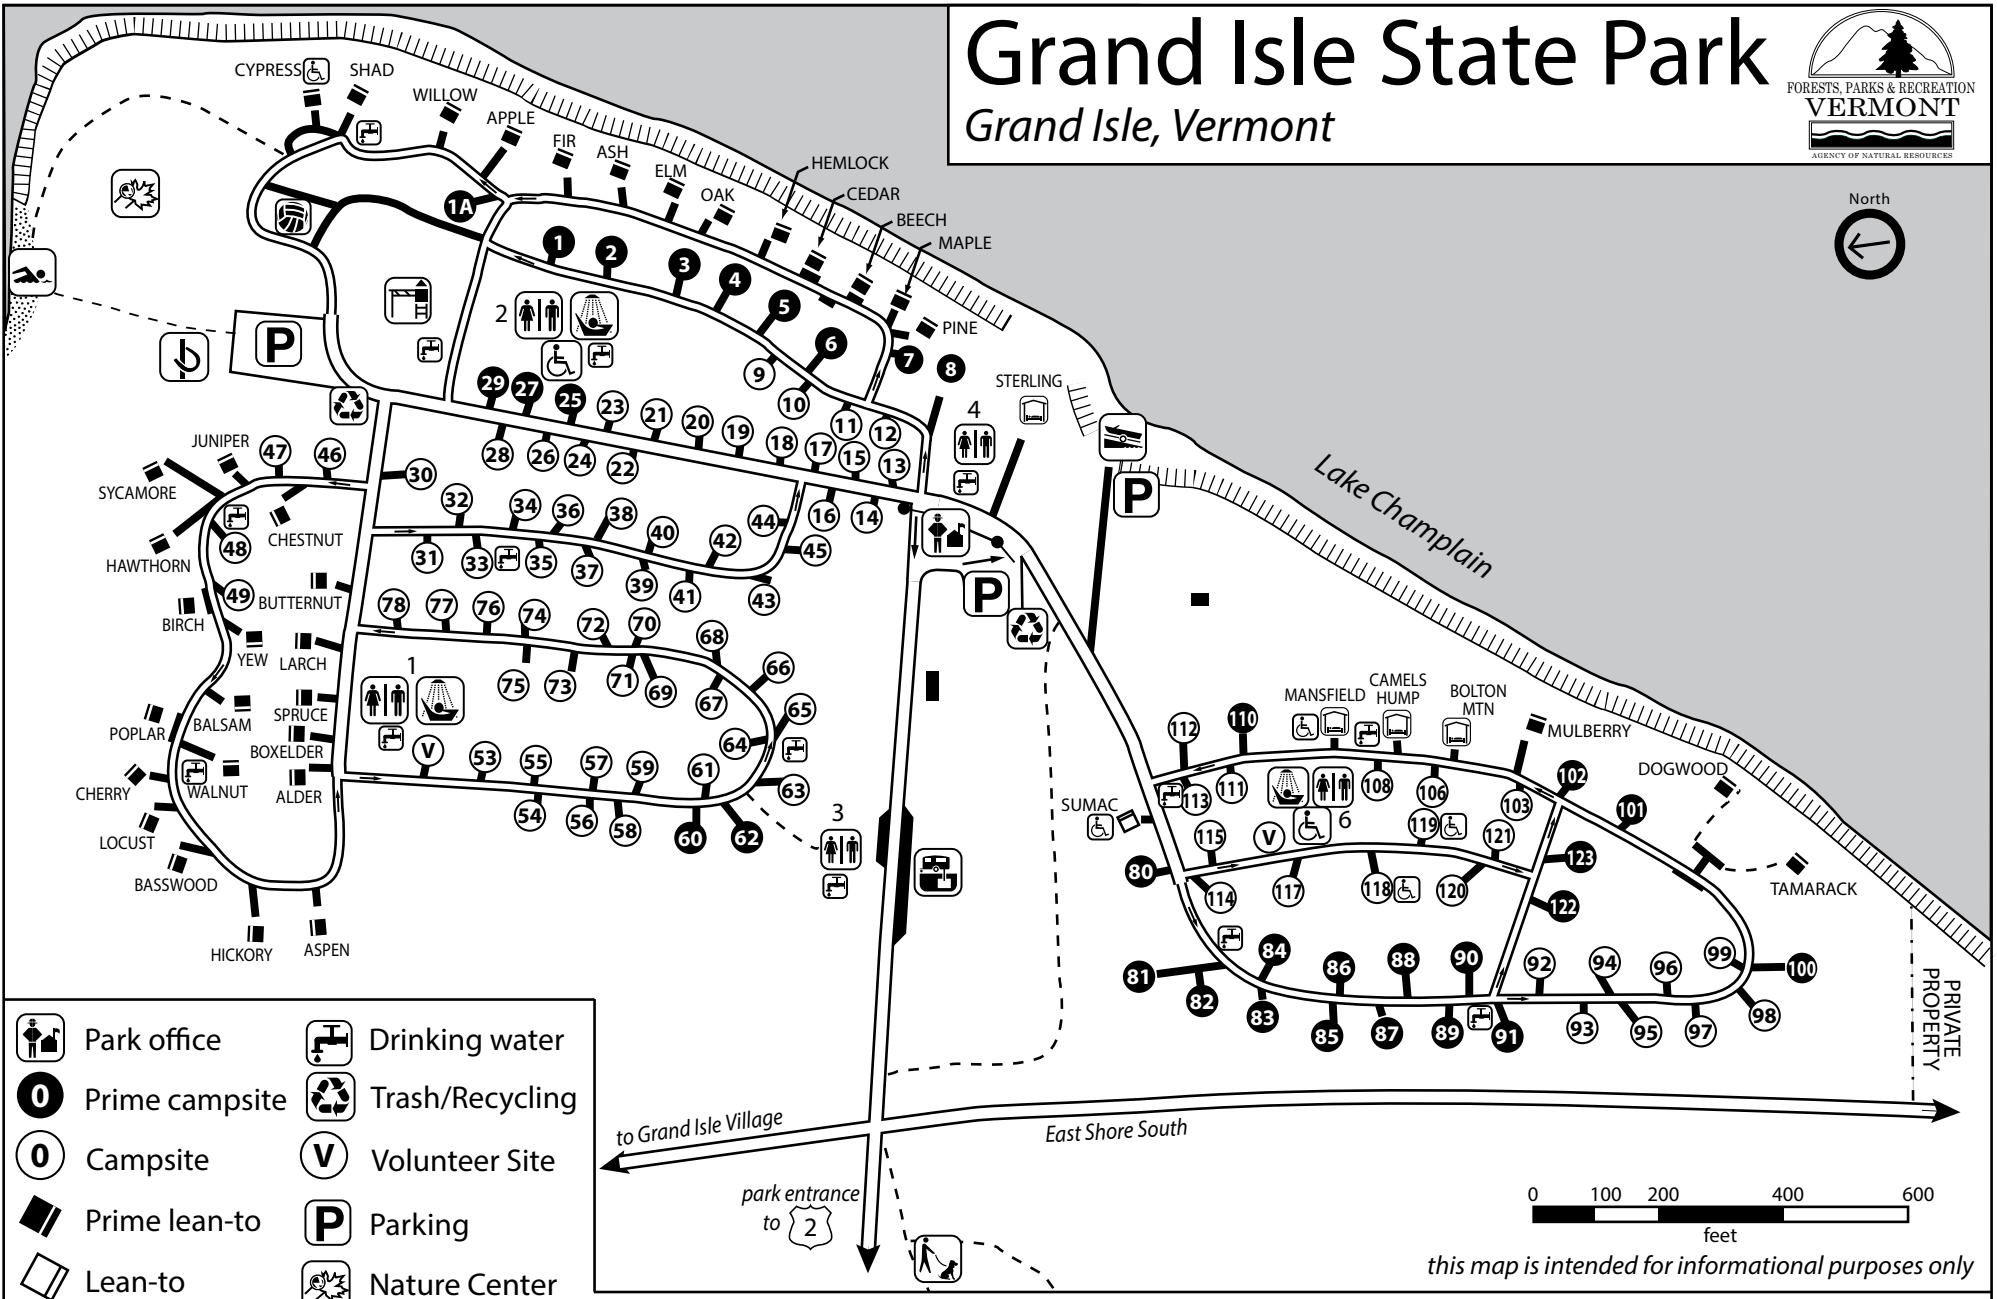 Grand Isle State Park
Grand Isle, Vermont
FORESTS, PARKS & RECREATION
VERMONT
AGENCY OF NATURAL RESOURCES
North
CYPRESS
SHAD
WILLOW
APPLE
FIR
ASH
ELM
OAK
HEMLOCK
CEDAR
BEECH
MAPLE
PINE
1A
1
2
3
4
5
6
7
8
2
9
10
11
12
13
P
29
27
25
23
21
20
19
18
17
15
28
26
24
22
16
14
4
STERLING
P
Lake Champlain
JUNIPER
47
46
30
SYCAMORE
48
CHESTNUT
HAWTHORN
49
BUTTERNUT
BIRCH
YEW
LARCH
32
34
36
38
40
42
44
45
31
33
35
37
39
41
43
P
78
77
76
74
72
70
68
66
75
73
71
69
67
65
64
1
V
53
55
57
59
61
63
54
56
58
60
62
SPRUCE
POPLAR
BALSAM
BOXELDER
CHERRY
WALNUT
ALDER
LOCUST
BASSWOOD
HICKORY
ASPEN
3
112
110
MANSFIELD
CAMELS
HUMP
BOLTON
MTN
MULBERRY
DOGWOOD
TAMARACK
SUMAC
113
111
108
106
103
102
101
6
115
V
119
121
123
80
114
117
118
120
122
81
82
84
83
86
85
88
87
90
89
91
92
94
96
99
100
93
95
97
98
PRIVATE
PROPERTY
to Grand Isle Village
East Shore South
park entrance
to
2
0 100 200 400 600
feet
this map is intended for informational purposes only
Park office
0 Prime campsite
0 Campsite
Prime lean-to
Lean-to
Drinking water
Trash/Recycling
V Volunteer Site
P Parking
Nature Center